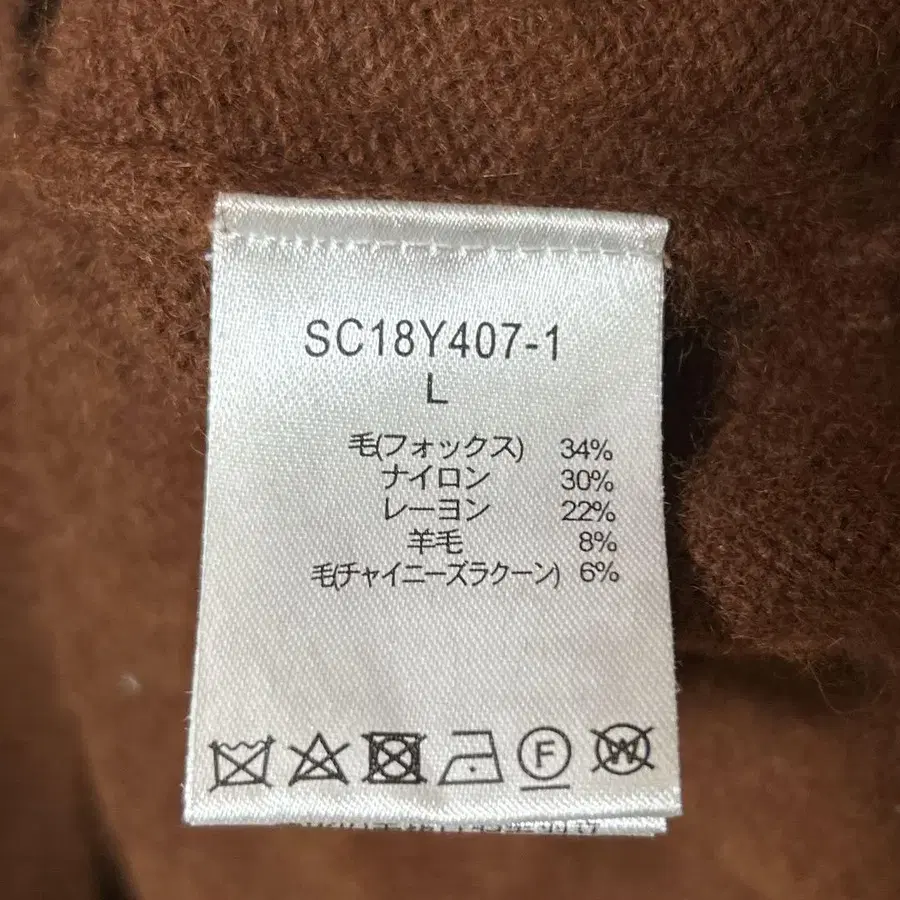 SC18Y407-1
L
毛(フォックス) 34%
ナイロン 30%
レーヨン 22%
羊毛 8%
毛(チャイニーズラクーン) 6%
F
W